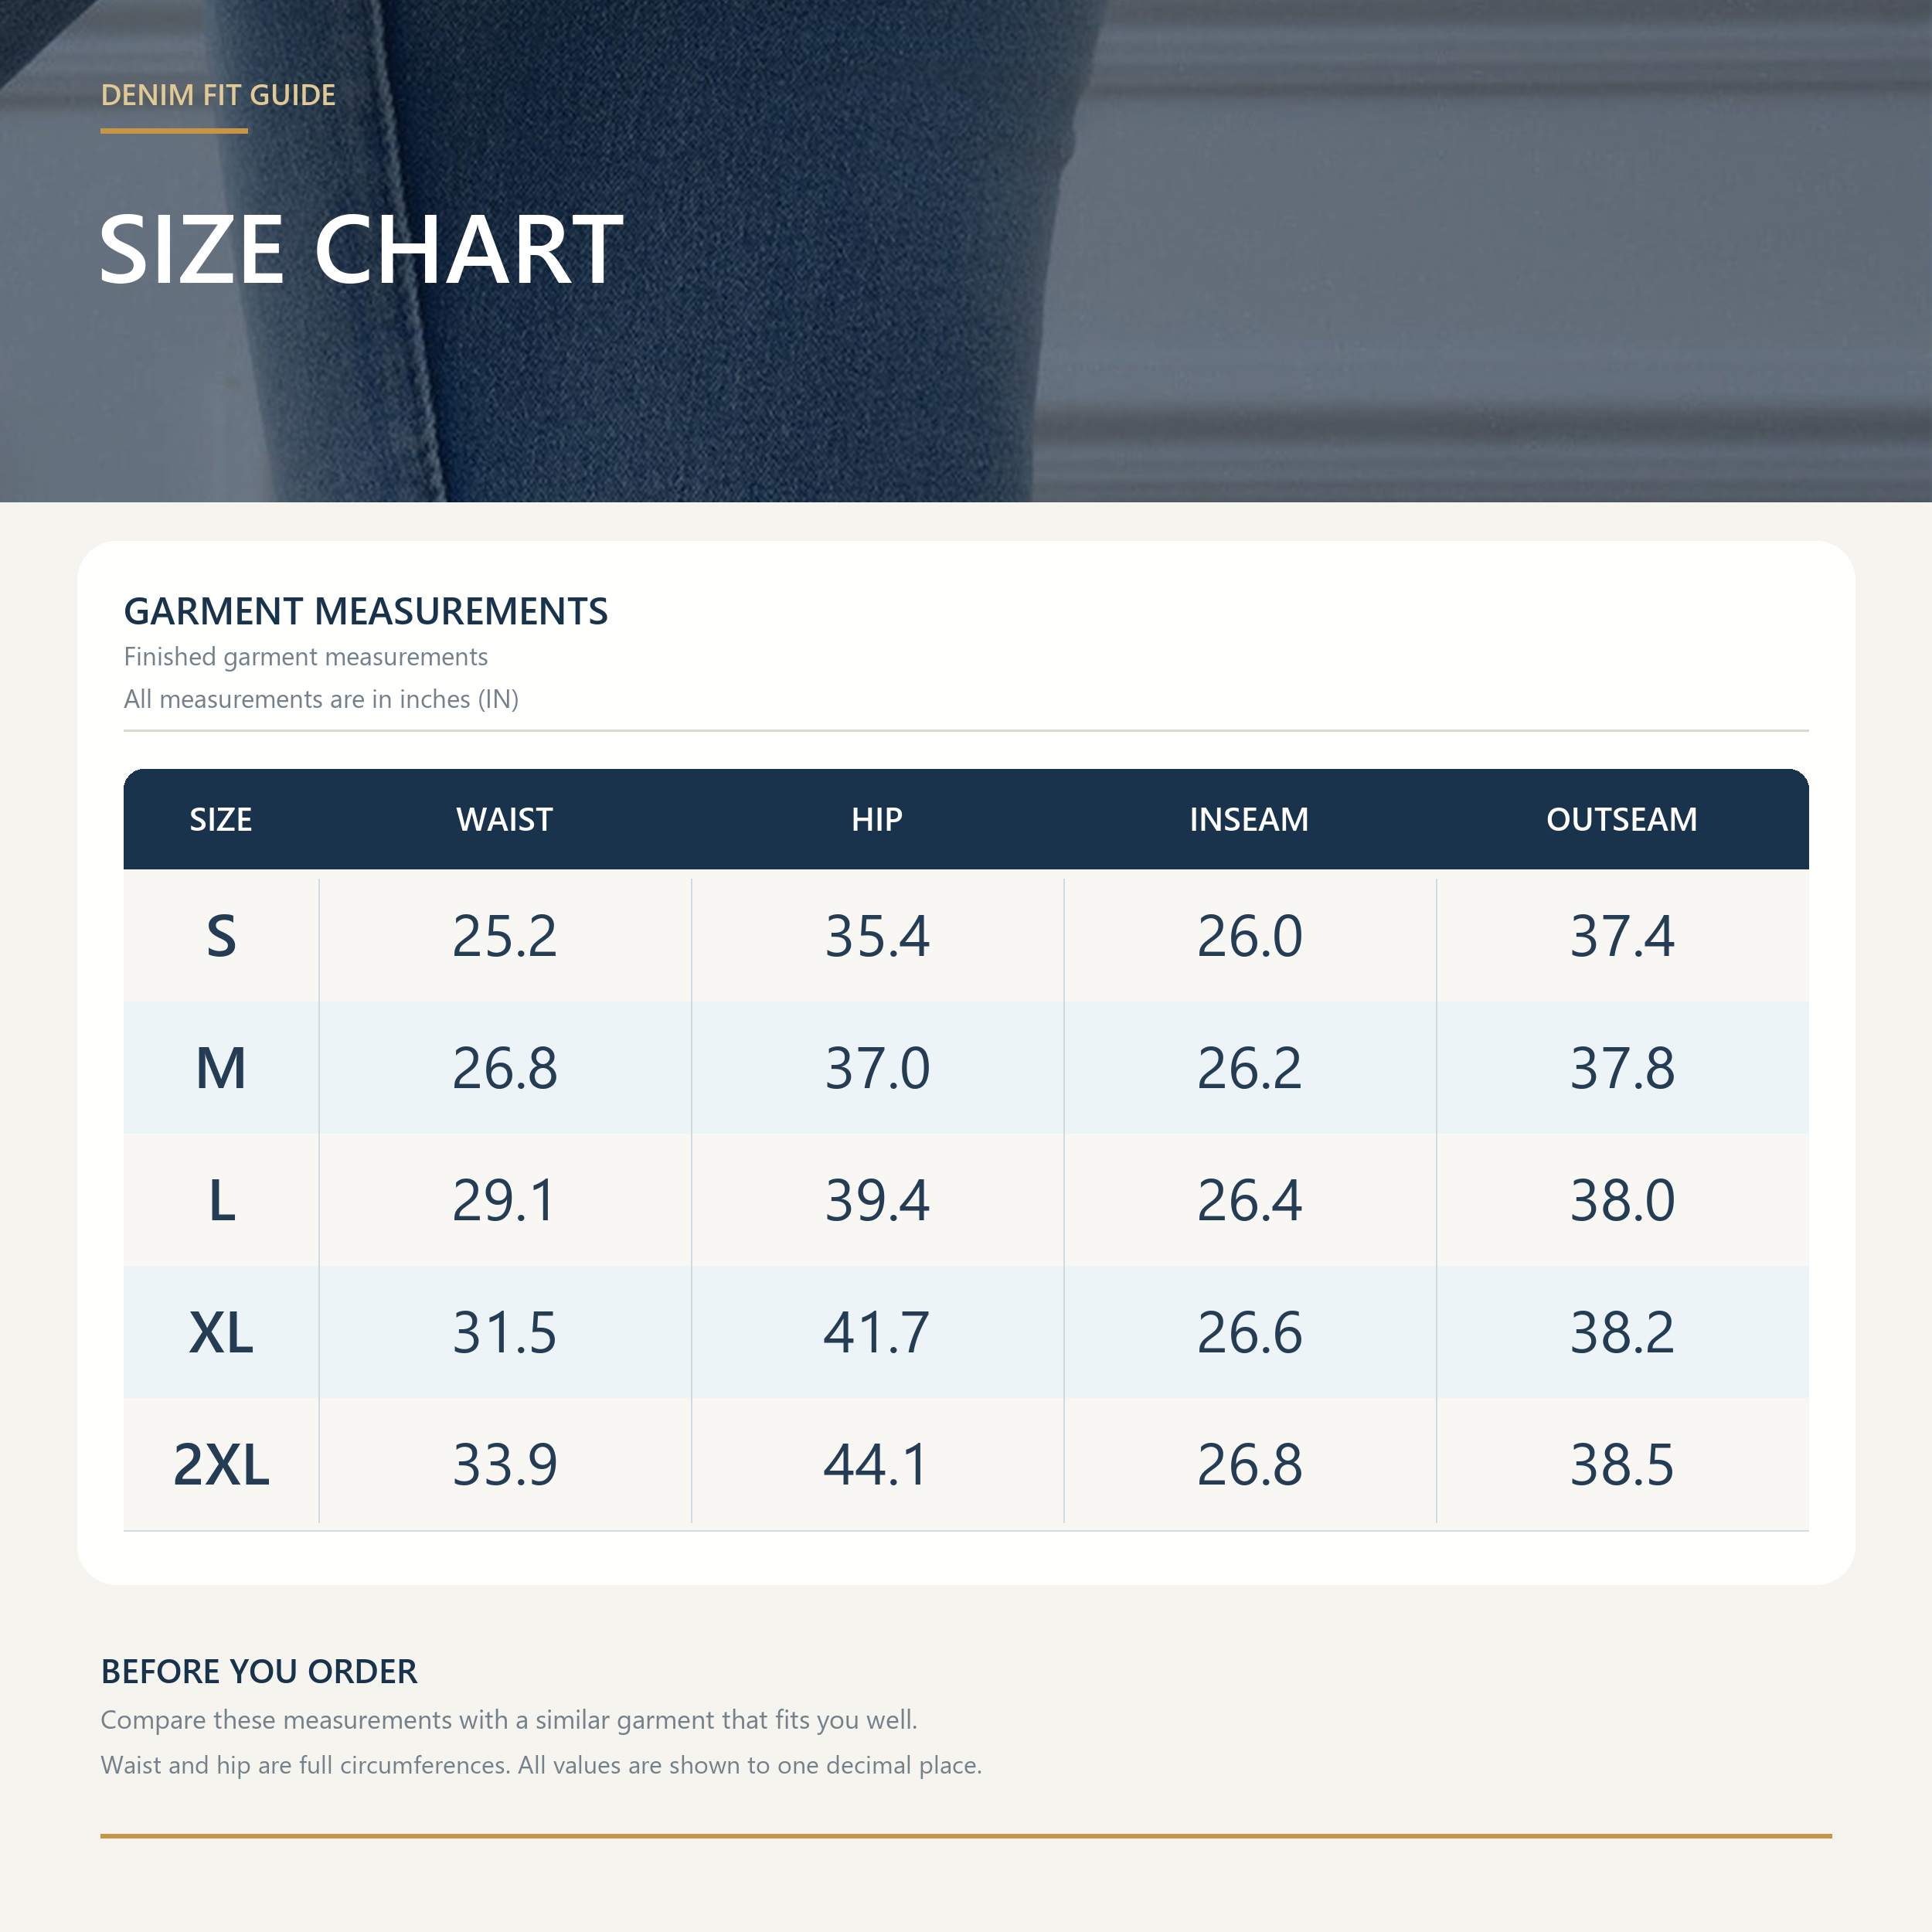 DENIM FIT GUIDE
SIZE CHART
GARMENT MEASUREMENTS
Finished garment measurements
All measurements are in inches (IN)
SIZE WAIST HIP INSEAM OUTSEAM
S 25.2 35.4 26.0 37.4
M 26.8 37.0 26.2 37.8
L 29.1 39.4 26.4 38.0
XL 31.5 41.7 26.6 38.2
2XL 33.9 44.1 26.8 38.5
BEFORE YOU ORDER
Compare these measurements with a similar garment that fits you well.
Waist and hip are full circumferences. All values are shown to one decimal place.